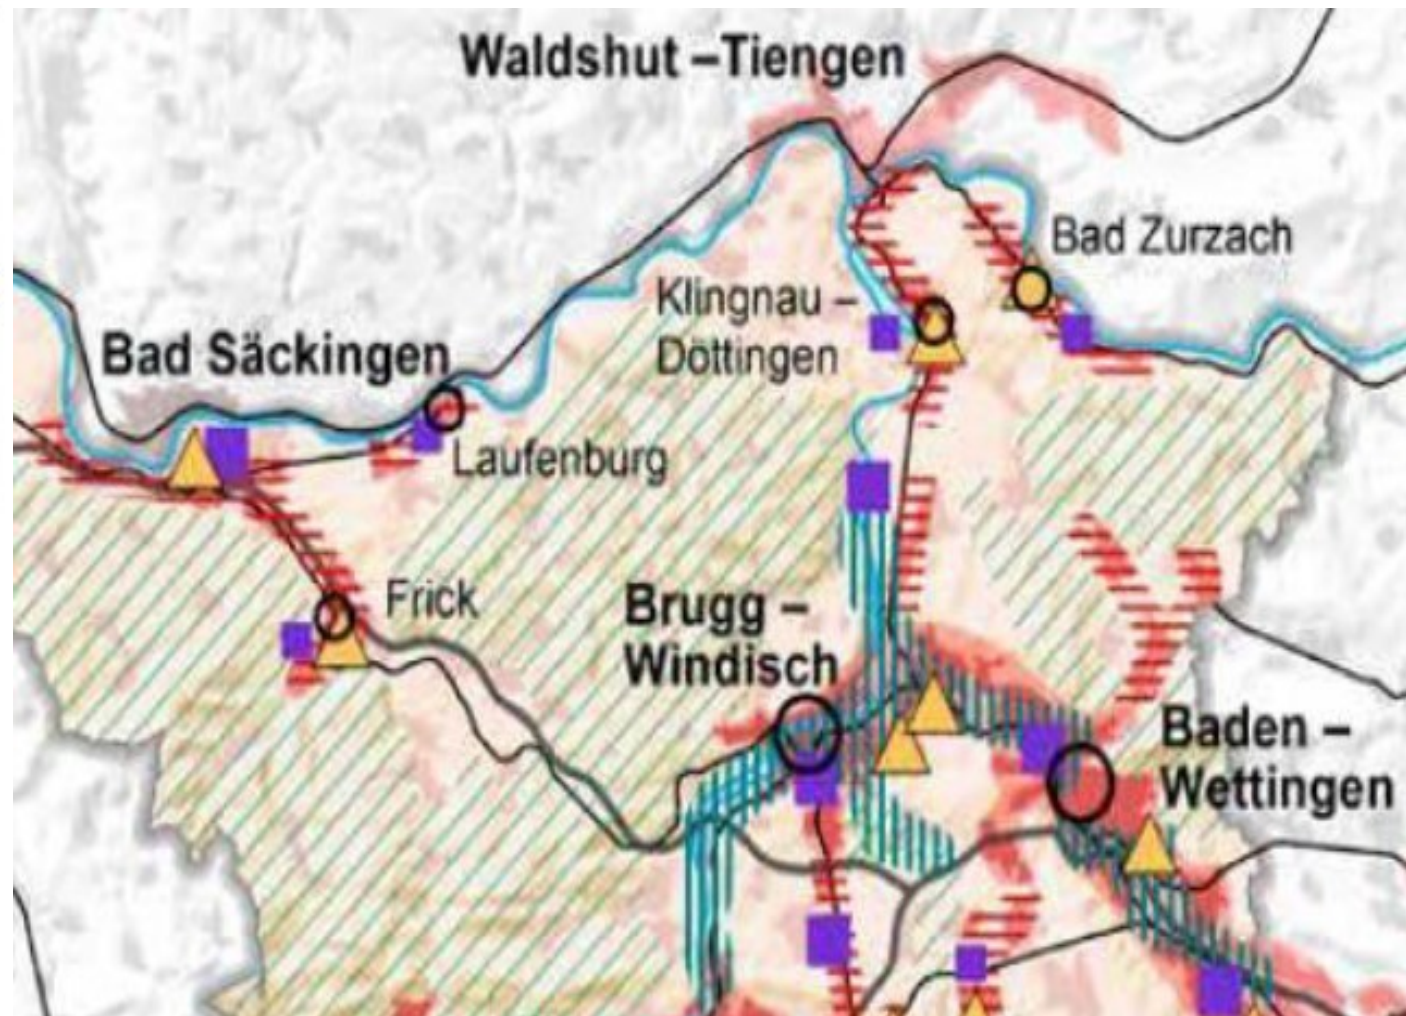 Waldshut –Tiengen
Bad Zurzach
Klingnau –
Döttingen
Bad Säckingen
Laufenburg
Frick
Brugg –
Windisch
Baden –
Wettingen